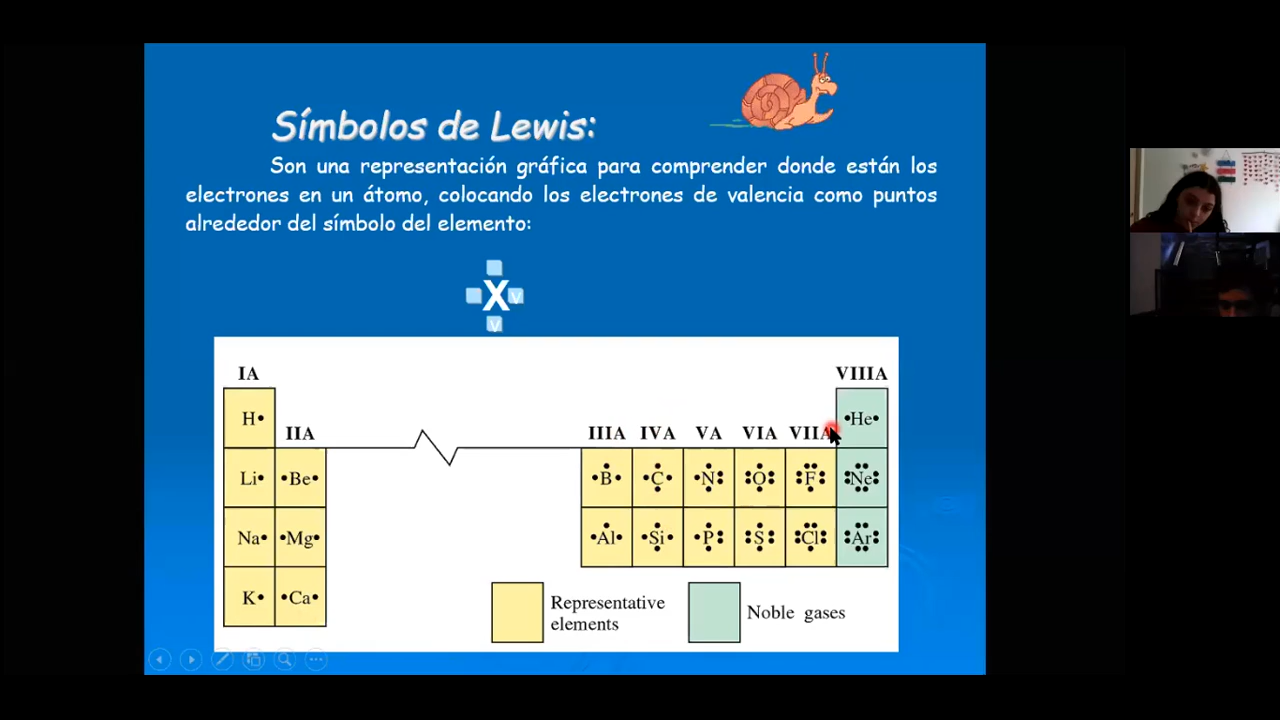 Símbolos de Lewis:
Son una representación gráfica para comprender donde están los
electrones en un átomo, colocando los electrones de valencia como puntos
alrededor del símbolo del elemento:
X v
v
IA VIIIA
H• •He•
IIA IIIA IVA VA VIA VIIA
Li• •Be• B C N O F Ne
Na• •Mg• Al Si P S Cl Ar
K• •Ca•
Representative
elements
Noble gases